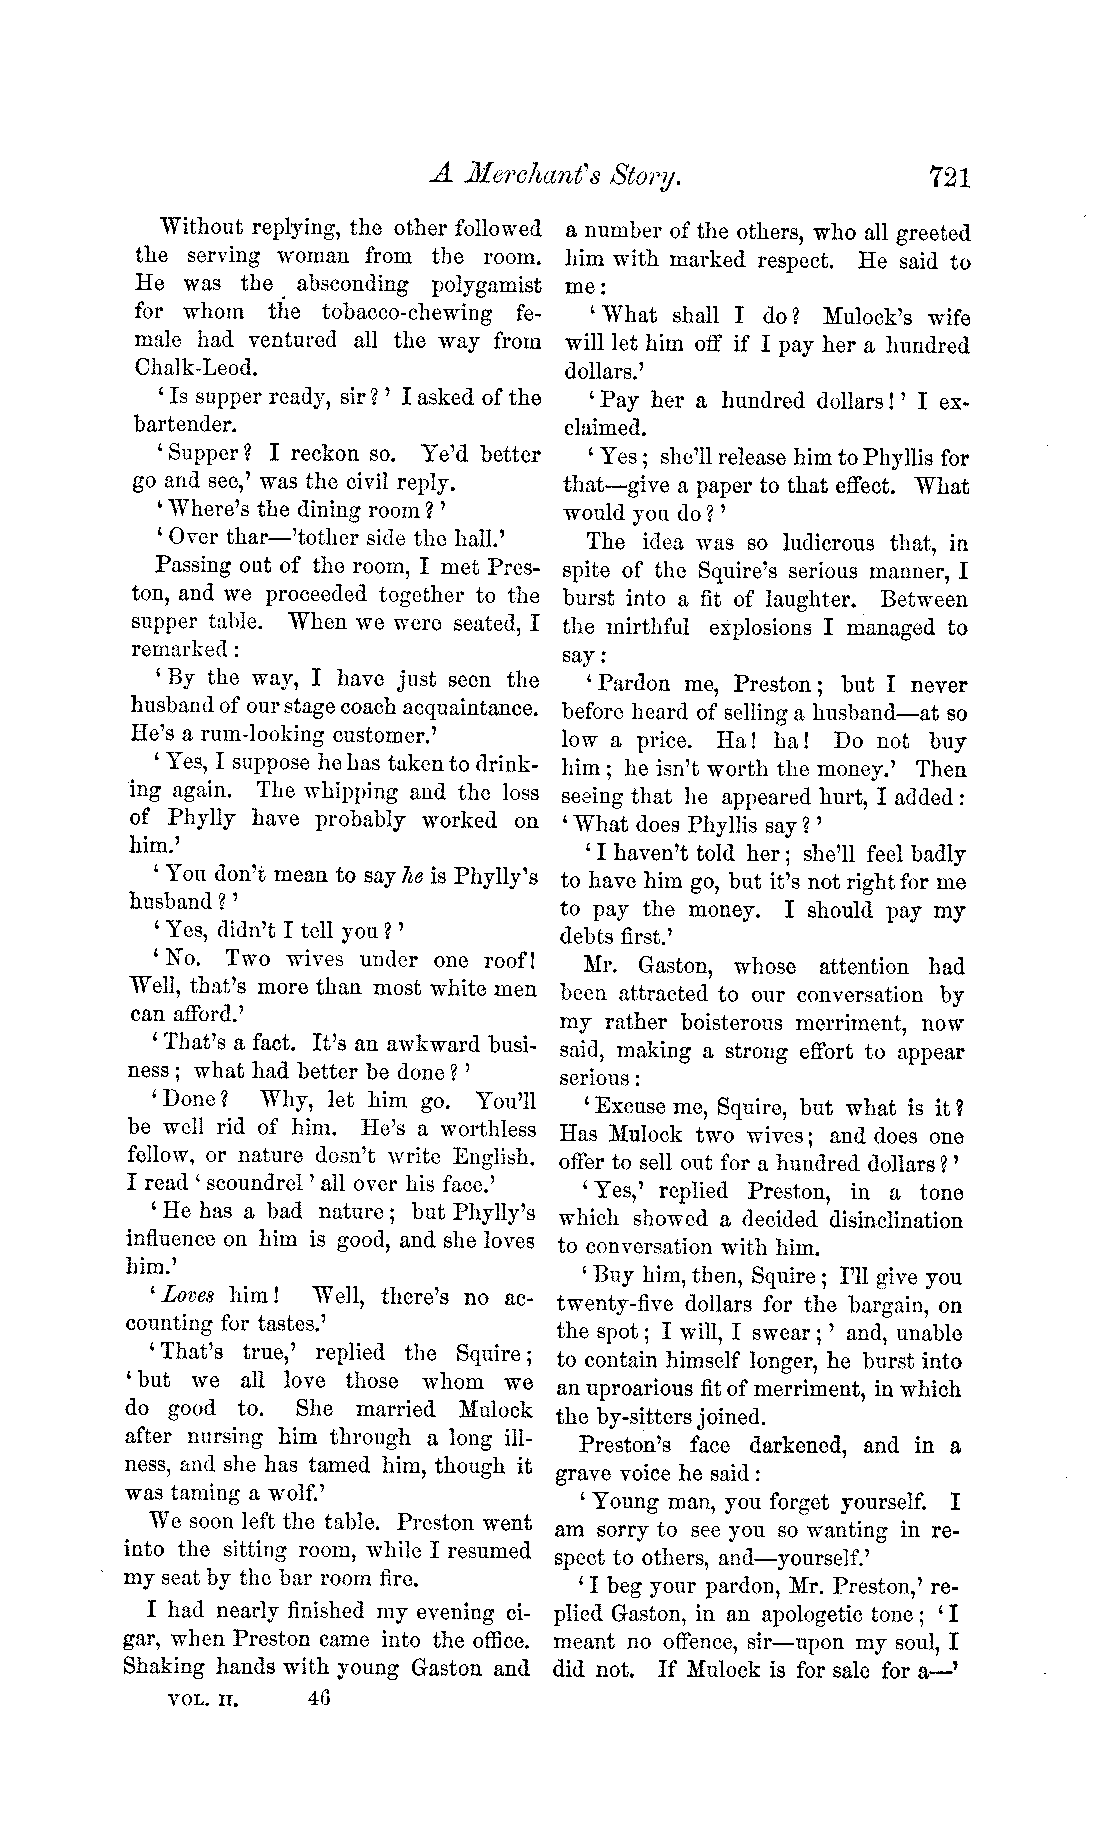 A Merchant's Story. 721
Without replying, the other followed
the serving woman from the room.
He was the absconding polygamist
for whom the tobacco-chewing fe-
male had ventured all the way from
Chalk-Leod.
'Is supper ready, sir?' I asked of the
bartender.
'Supper? I reckon so. Ye'd better
go and see,' was the civil reply.
'Where's the dining room?'
'Over thar—'tother side the hall.'
Passing out of the room, I met Pres-
ton, and we proceeded together to the
supper table. When we were seated, I
remarked:
'By the way, I have just seen the
husband of our stage coach acquaintance.
He's a rum-looking customer.'
'Yes, I suppose he has taken to drink-
ing again. The whipping and the loss
of Phylly have probably worked on
him.'
'You don't mean to say he is Phylly's
husband?'
'Yes, didn't I tell you?'
'No. Two wives under one roof!
Well, that's more than most white men
can afford.'
'That's a fact. It's an awkward busi-
ness; what had better be done?'
'Done? Why, let him go. You'll
be well rid of him. He's a worthless
fellow, or nature dosn't write English.
I read 'scoundrel' all over his face.'
'He has a bad nature; but Phylly's
influence on him is good, and she loves
him.'
'Loves him! Well, there's no ac-
counting for tastes.'
'That's true,' replied the Squire;
'but we all love those whom we
do good to. She married Mulock
after nursing him through a long ill-
ness, and she has tamed him, though it
was taming a wolf.'
We soon left the table. Preston went
into the sitting room, while I resumed
my seat by the bar room fire.
I had nearly finished my evening ci-
gar, when Preston came into the office.
Shaking hands with young Gaston and
VOL. II. 46
a number of the others, who all greeted
him with marked respect. He said to
me:
'What shall I do? Mulock's wife
will let him off if I pay her a hundred
dollars.'
'Pay her a hundred dollars!' I ex-
claimed.
'Yes; she'll release him to Phyllis for
that—give a paper to that effect. What
would you do?'
The idea was so ludicrous that, in
spite of the Squire's serious manner, I
burst into a fit of laughter. Between
the mirthful explosions I managed to
say:
'Pardon me, Preston; but I never
before heard of selling a husband—at so
low a price. Ha! ha! Do not buy
him; he isn't worth the money.' Then
seeing that he appeared hurt, I added:
'What does Phyllis say?'
'I haven't told her; she'll feel badly
to have him go, but it's not right for me
to pay the money. I should pay my
debts first.'
Mr. Gaston, whose attention had
been attracted to our conversation by
my rather boisterous merriment, now
said, making a strong effort to appear
serious:
'Excuse me, Squire, but what is it?
Has Mulock two wives; and does one
offer to sell out for a hundred dollars?'
'Yes,' replied Preston, in a tone
which showed a decided disinclination
to conversation with him.
'Buy him, then, Squire; I'll give you
twenty-five dollars for the bargain, on
the spot; I will, I swear;' and, unable
to contain himself longer, he burst into
an uproarious fit of merriment, in which
the by-sitters joined.
Preston's face darkened, and in a
grave voice he said:
'Young man, you forget yourself. I
am sorry to see you so wanting in re-
spect to others, and—yourself.'
'I beg your pardon, Mr. Preston,' re-
plied Gaston, in an apologetic tone; 'I
meant no offence, sir—upon my soul, I
did not. If Mulock is for sale for a—'